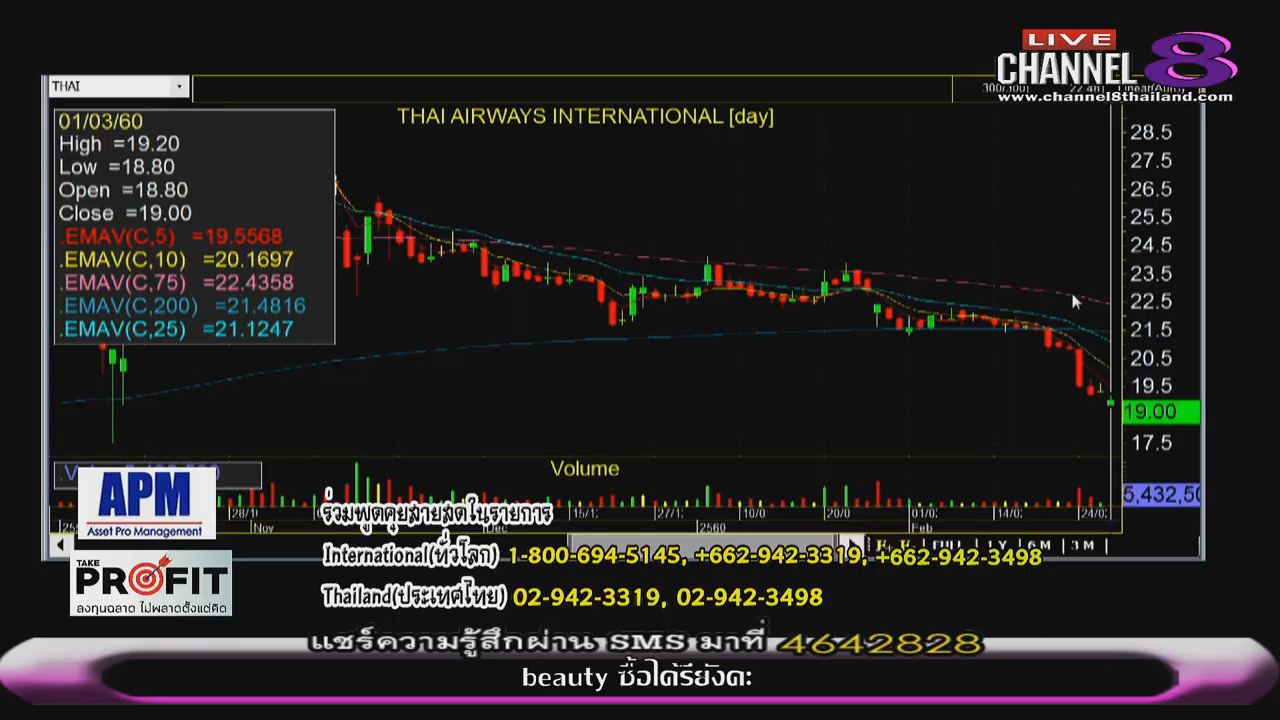 LIVE
CHANNEL 8
www.channel8thailand.com
THAI
THAI AIRWAYS INTERNATIONAL [day]
01/03/60
High =19.20
Low =18.80
Open =18.80
Close =19.00
.EMAV(C,5) =19.5568
.EMAV(C,10) =20.1697
.EMAV(C,75) =22.4358
.EMAV(C,200) =21.4816
.EMAV(C,25) =21.1247
28.5
27.5
26.5
25.5
24.5
23.5
22.5
21.5
20.5
19.5
19.00
17.5
Volume
5,432,50
Nov
2560
Feb
1Y 6M 3M
APM
Asset Pro Management
TAKE
PROFIT
ลงทุนฉลาด ไม่พลาดตั้งแต่คิด
ร่วมพูดคุยสายสดในรายการ
International(ทั่วโลก) 1-800-694-5145, +662-942-3319, +662-942-3498
Thailand(ประเทศไทย) 02-942-3319, 02-942-3498
แชร์ความรู้สึกผ่าน SMS มาที่ 4642828
beauty ซื้อได้รึยังคะ